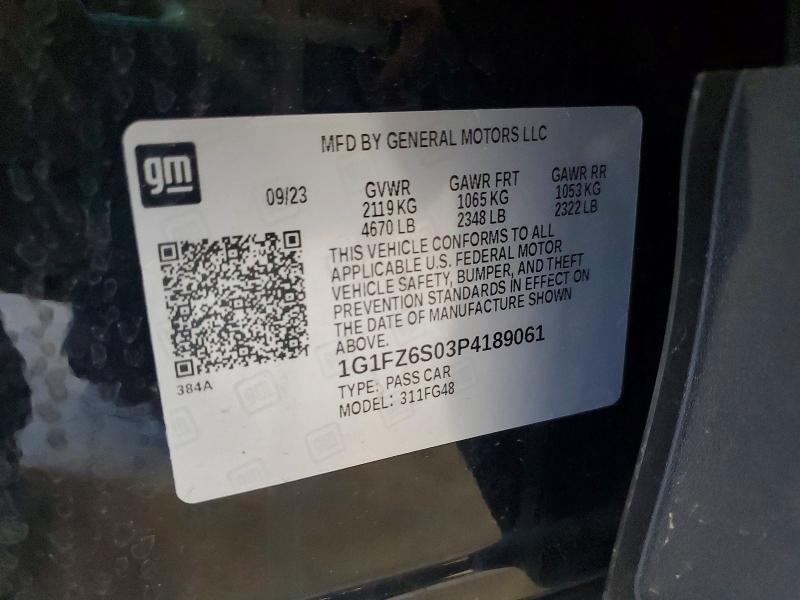 MFD BY GENERAL MOTORS LLC
gm
09/23 GVWR GAWR FRT GAWR RR
2119 KG 1065 KG 1053 KG
4670 LB 2348 LB 2322 LB
THIS VEHICLE CONFORMS TO ALL
APPLICABLE U.S. FEDERAL MOTOR
VEHICLE SAFETY, BUMPER, AND THEFT
PREVENTION STANDARDS IN EFFECT ON
THE DATE OF MANUFACTURE SHOWN
ABOVE.
1G1FZ6S03P4189061
384A
TYPE: PASS CAR
MODEL: 311FG48